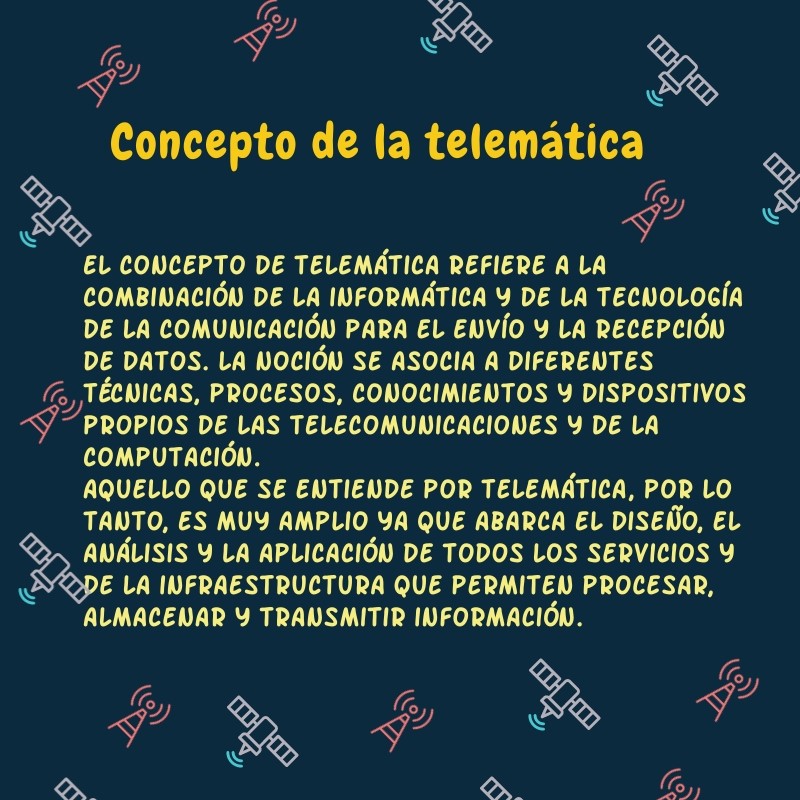 Concepto de la telemática
EL CONCEPTO DE TELEMÁTICA REFIERE A LA
COMBINACIÓN DE LA INFORMÁTICA Y DE LA TECNOLOGÍA
DE LA COMUNICACIÓN PARA EL ENVÍO Y LA RECEPCIÓN
DE DATOS. LA NOCIÓN SE ASOCIA A DIFERENTES
TÉCNICAS, PROCESOS, CONOCIMIENTOS Y DISPOSITIVOS
PROPIOS DE LAS TELECOMUNICACIONES Y DE LA
COMPUTACIÓN.
AQUELLO QUE SE ENTIENDE POR TELEMÁTICA, POR LO
TANTO, ES MUY AMPLIO YA QUE ABARCA EL DISEÑO, EL
ANÁLISIS Y LA APLICACIÓN DE TODOS LOS SERVICIOS Y
DE LA INFRAESTRUCTURA QUE PERMITEN PROCESAR,
ALMACENAR Y TRANSMITIR INFORMACIÓN.